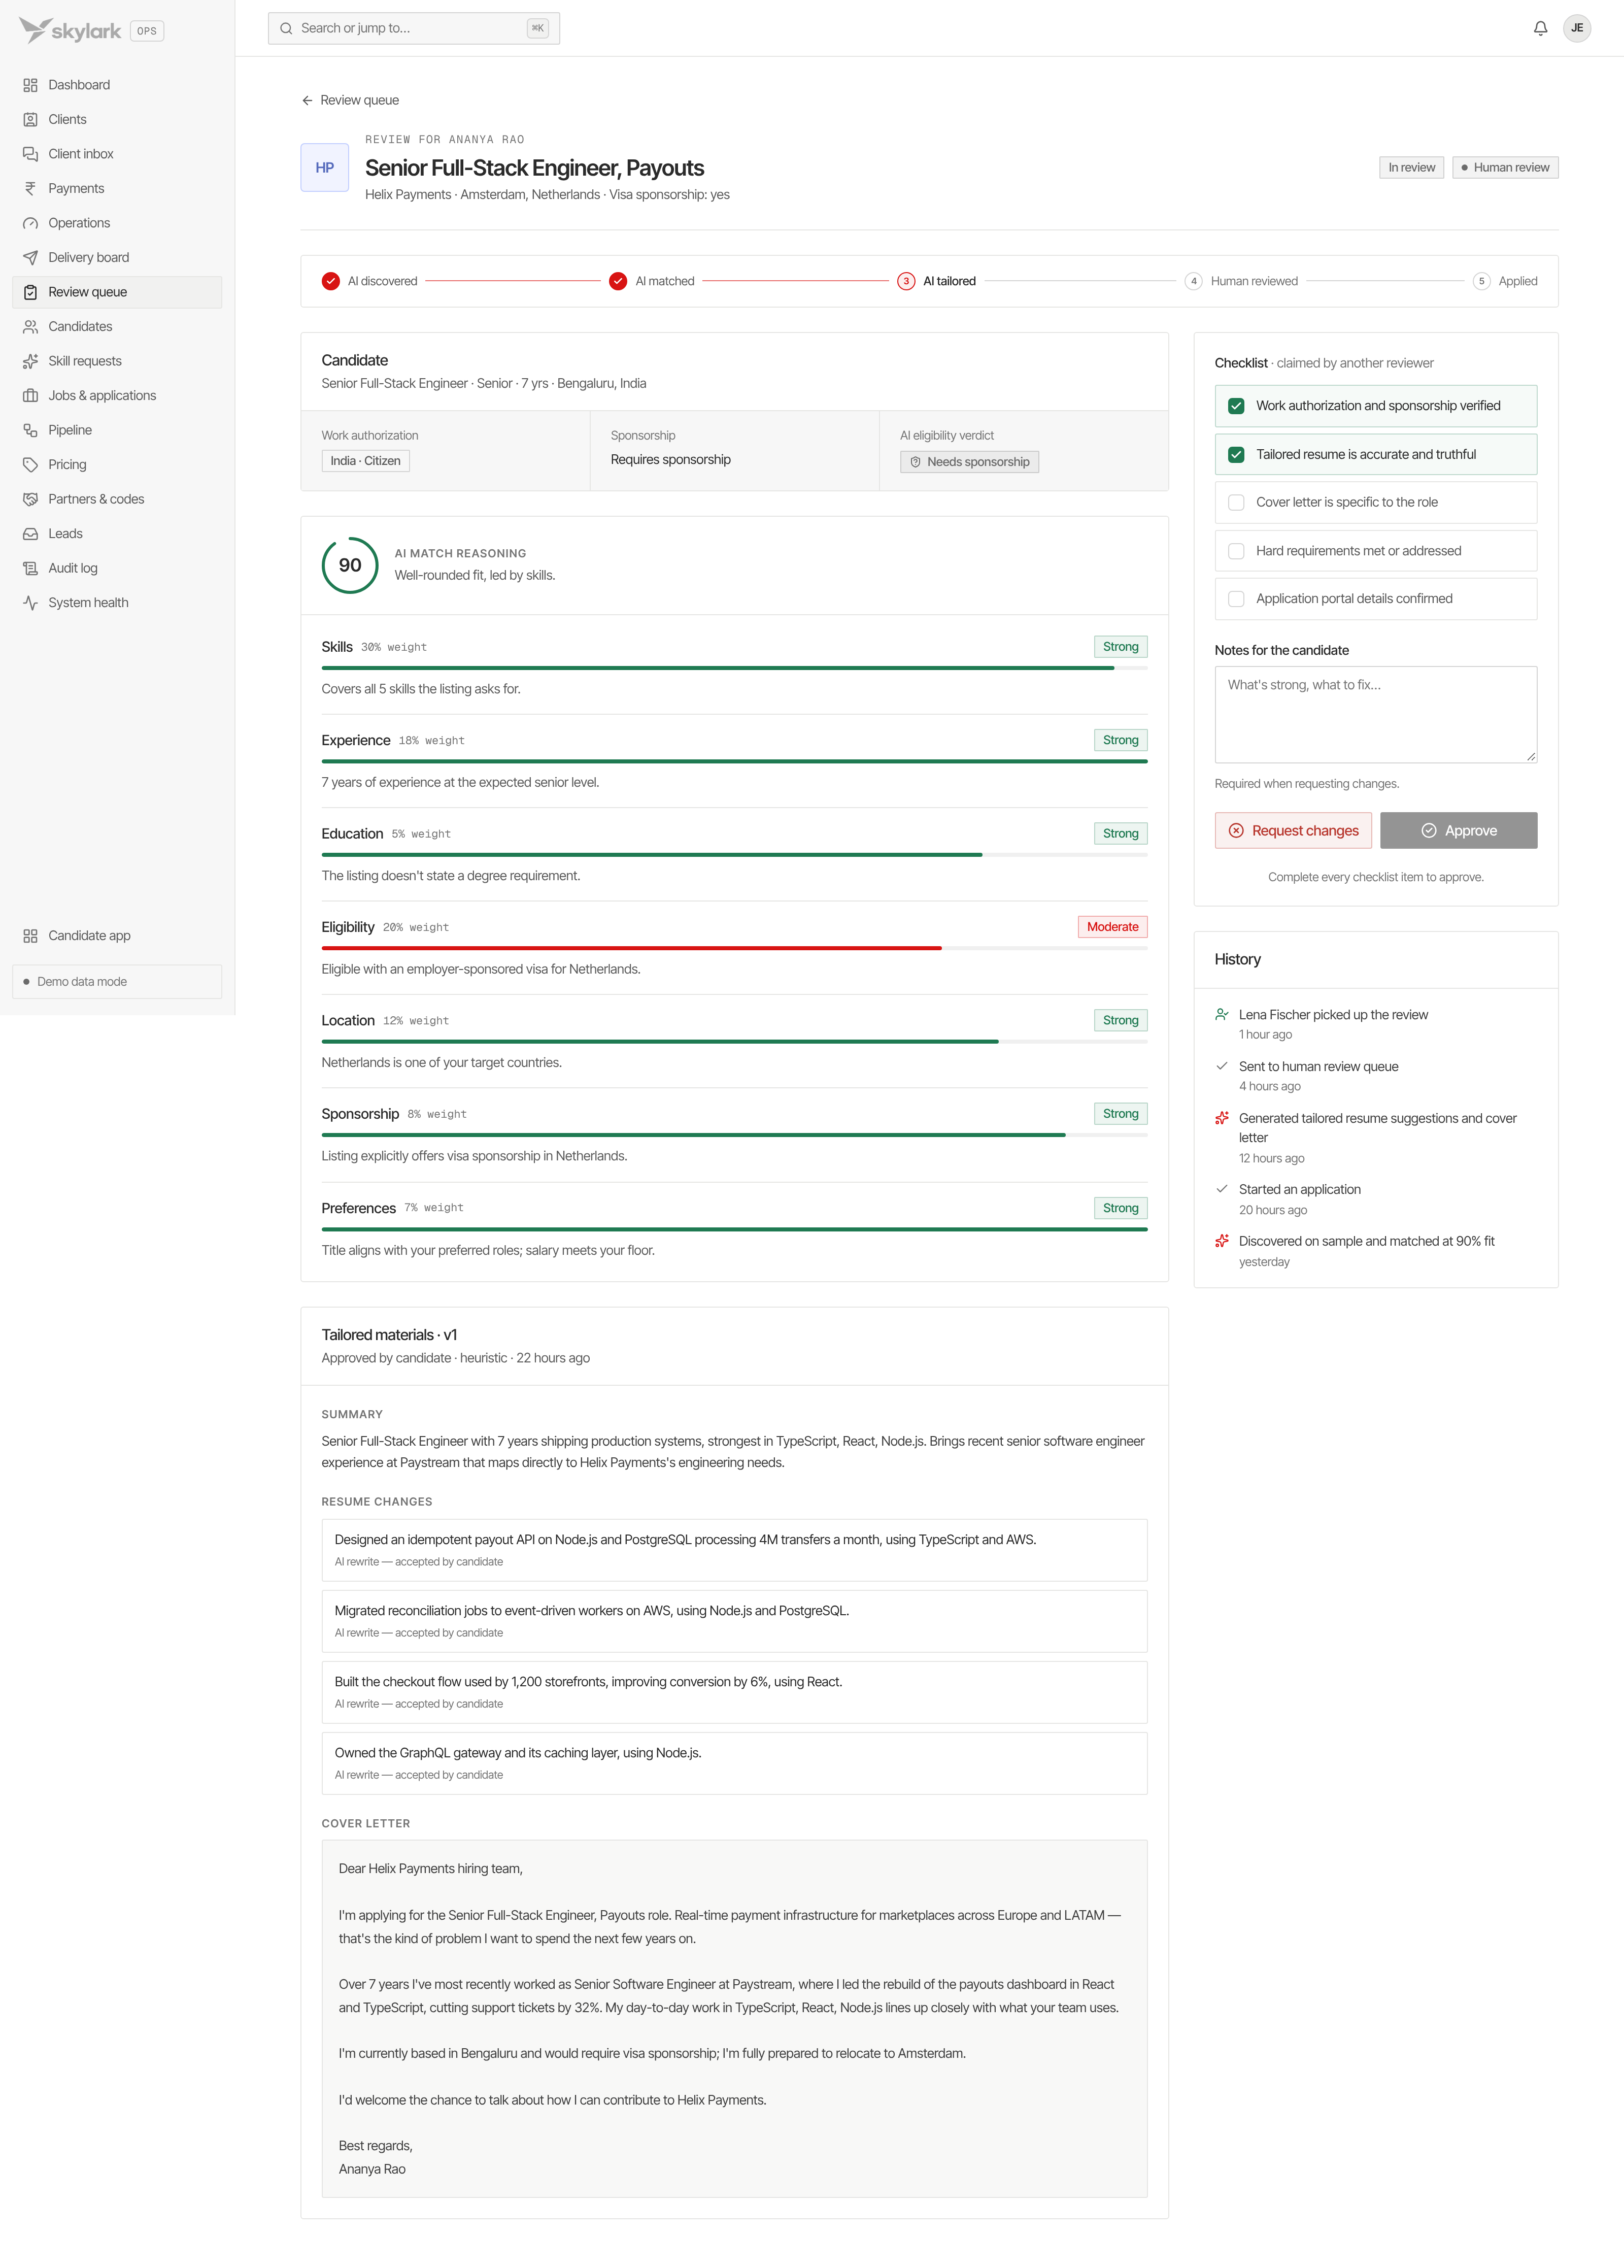 skylark OPS
Search or jump to... ⌘K
JE
Dashboard
Clients
Client inbox
Payments
Operations
Delivery board
Review queue
Candidates
Skill requests
Jobs & applications
Pipeline
Pricing
Partners & codes
Leads
Audit log
System health
Candidate app
Demo data mode
Review queue
HP
REVIEW FOR ANANYA RAO
Senior Full-Stack Engineer, Payouts
Helix Payments · Amsterdam, Netherlands · Visa sponsorship: yes
In review
Human review
AI discovered
AI matched
3 AI tailored
4 Human reviewed
5 Applied
Candidate
Senior Full-Stack Engineer · Senior · 7 yrs · Bengaluru, India
Work authorization
India · Citizen
Sponsorship
Requires sponsorship
AI eligibility verdict
Needs sponsorship
90
AI MATCH REASONING
Well-rounded fit, led by skills.
Skills 30% weight Strong
Covers all 5 skills the listing asks for.
Experience 18% weight Strong
7 years of experience at the expected senior level.
Education 5% weight Strong
The listing doesn't state a degree requirement.
Eligibility 20% weight Moderate
Eligible with an employer-sponsored visa for Netherlands.
Location 12% weight Strong
Netherlands is one of your target countries.
Sponsorship 8% weight Strong
Listing explicitly offers visa sponsorship in Netherlands.
Preferences 7% weight Strong
Title aligns with your preferred roles; salary meets your floor.
Tailored materials · v1
Approved by candidate · heuristic · 22 hours ago
SUMMARY
Senior Full-Stack Engineer with 7 years shipping production systems, strongest in TypeScript, React, Node.js. Brings recent senior software engineer
experience at Paystream that maps directly to Helix Payments's engineering needs.
RESUME CHANGES
Designed an idempotent payout API on Node.js and PostgreSQL processing 4M transfers a month, using TypeScript and AWS.
AI rewrite — accepted by candidate
Migrated reconciliation jobs to event-driven workers on AWS, using Node.js and PostgreSQL.
AI rewrite — accepted by candidate
Built the checkout flow used by 1,200 storefronts, improving conversion by 6%, using React.
AI rewrite — accepted by candidate
Owned the GraphQL gateway and its caching layer, using Node.js.
AI rewrite — accepted by candidate
COVER LETTER
Dear Helix Payments hiring team,
I'm applying for the Senior Full-Stack Engineer, Payouts role. Real-time payment infrastructure for marketplaces across Europe and LATAM —
that's the kind of problem I want to spend the next few years on.
Over 7 years I've most recently worked as Senior Software Engineer at Paystream, where I led the rebuild of the payouts dashboard in React
and TypeScript, cutting support tickets by 32%. My day-to-day work in TypeScript, React, Node.js lines up closely with what your team uses.
I'm currently based in Bengaluru and would require visa sponsorship; I'm fully prepared to relocate to Amsterdam.
I'd welcome the chance to talk about how I can contribute to Helix Payments.
Best regards,
Ananya Rao
Checklist · claimed by another reviewer
Work authorization and sponsorship verified
Tailored resume is accurate and truthful
Cover letter is specific to the role
Hard requirements met or addressed
Application portal details confirmed
Notes for the candidate
What's strong, what to fix...
Required when requesting changes.
Request changes
Approve
Complete every checklist item to approve.
History
Lena Fischer picked up the review
1 hour ago
Sent to human review queue
4 hours ago
Generated tailored resume suggestions and cover
letter
12 hours ago
Started an application
20 hours ago
Discovered on sample and matched at 90% fit
yesterday